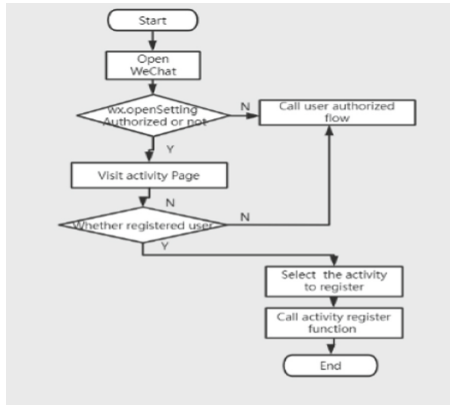 Start
Open
WeChat
wx.openSetting
Authorized or not
N
Call user authorized
flow
Y
Visit activity Page
N
Whether registered user
N
Y
Select the activity
to register
Call activity register
function
End